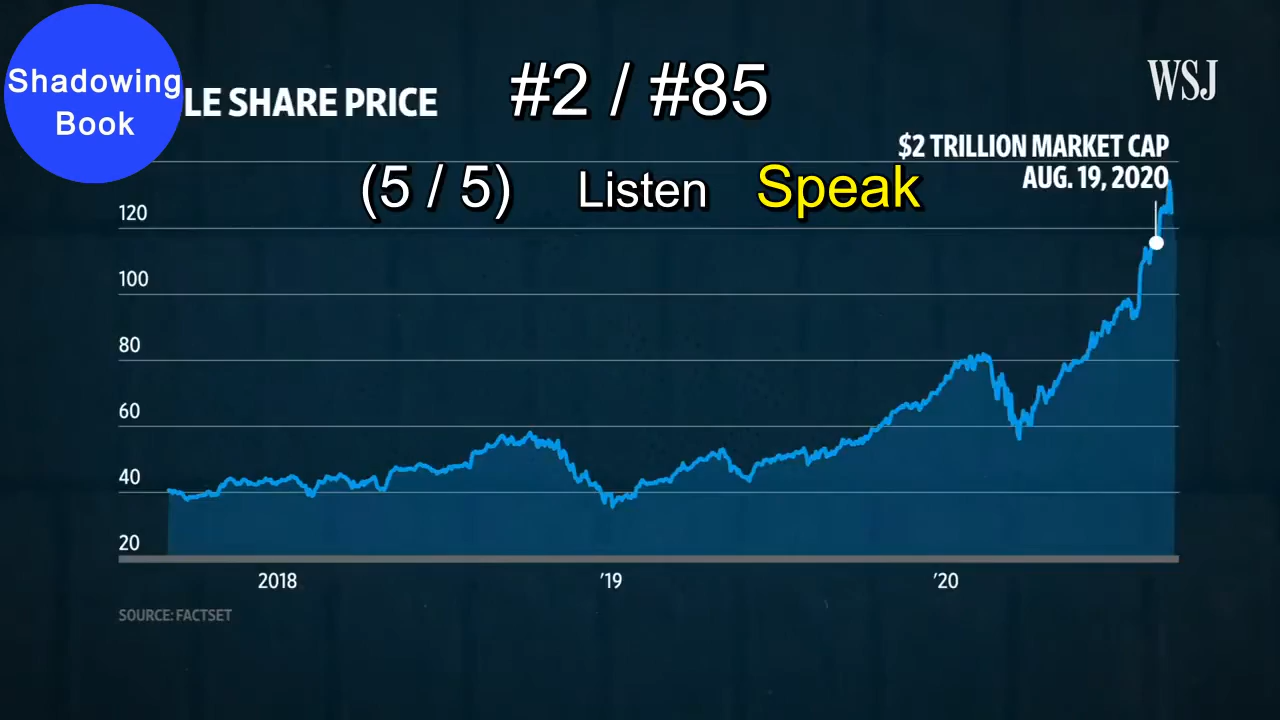 Shadowing
Book
LE SHARE PRICE
#2 / #85
WSJ
$2 TRILLION MARKET CAP
AUG. 19, 2020
(5 / 5) Listen Speak
120
100
80
60
40
20
2018 '19 '20
SOURCE: FACTSET